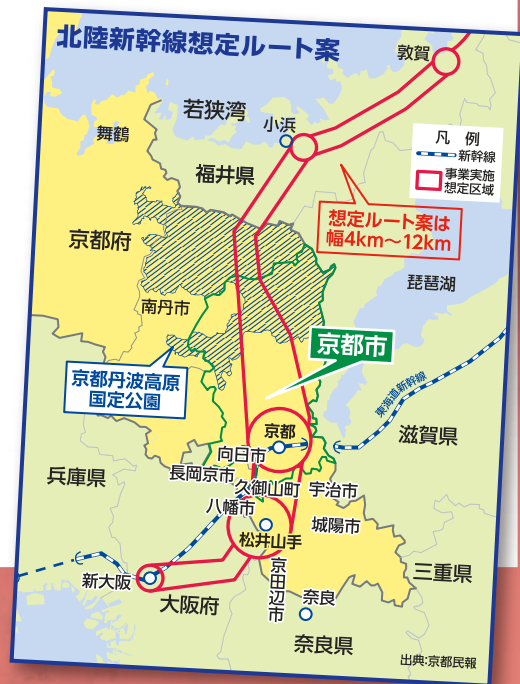 北陸新幹線想定ルート案
敦賀
若狭湾
小浜
舞鶴
凡 例
新幹線
事業実施
想定区域
福井県
想定ルート案は
幅4km~12km
京都府
琵琶湖
南丹市
京都市
京都丹波高原
国定公園
東海道新幹線
京都
滋賀県
向日市
兵庫県
長岡京市
久御山町
宇治市
八幡市
城陽市
松井山手
京田辺市
三重県
新大阪
大阪府
奈良
奈良県
出典:京都民報